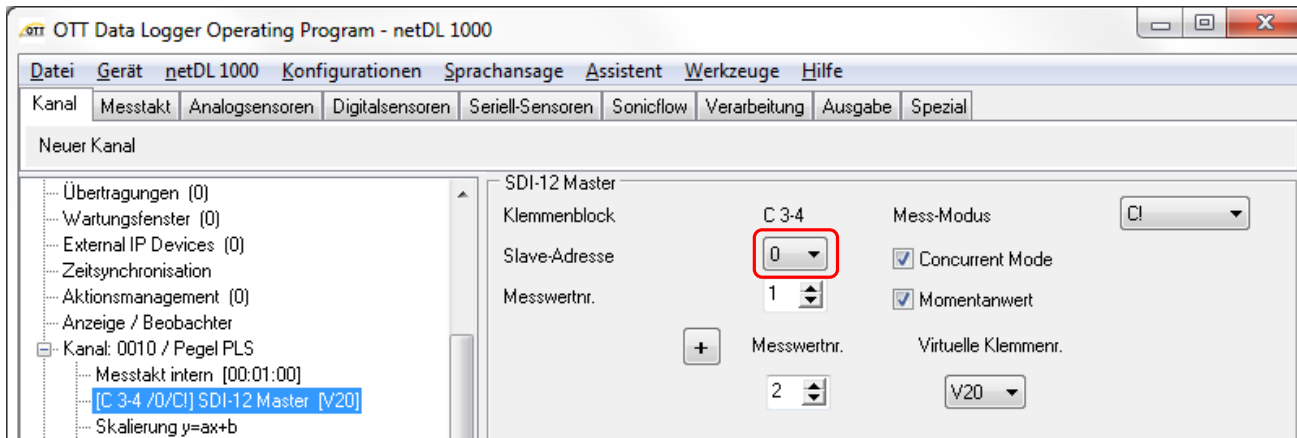 OTT OTT Data Logger Operating Program - netDL 1000
Datei Gerät netDL 1000 Konfigurationen Sprachansage Assistent Werkzeuge Hilfe
Kanal Messtakt Analogsensoren Digitalsensoren Seriell-Sensoren Sonicflow Verarbeitung Ausgabe Spezial
Neuer Kanal
Übertragungen (0)
Wartungsfenster (0)
External IP Devices (0)
Zeitsynchronisation
Aktionsmanagement (0)
Anzeige / Beobachter
Kanal: 0010 / Pegel PLS
Messtakt intern [00:01:00]
[C 3-4 /0/C!] SDI-12 Master [V20]
Skalierung y=ax+b
SDI-12 Master
Klemmenblock C 3-4 Mess-Modus C!
Slave-Adresse 0 Concurrent Mode
Messwertnr. 1 Momentanwert
+ Messwertnr. Virtuelle Klemmenr.
2 V20